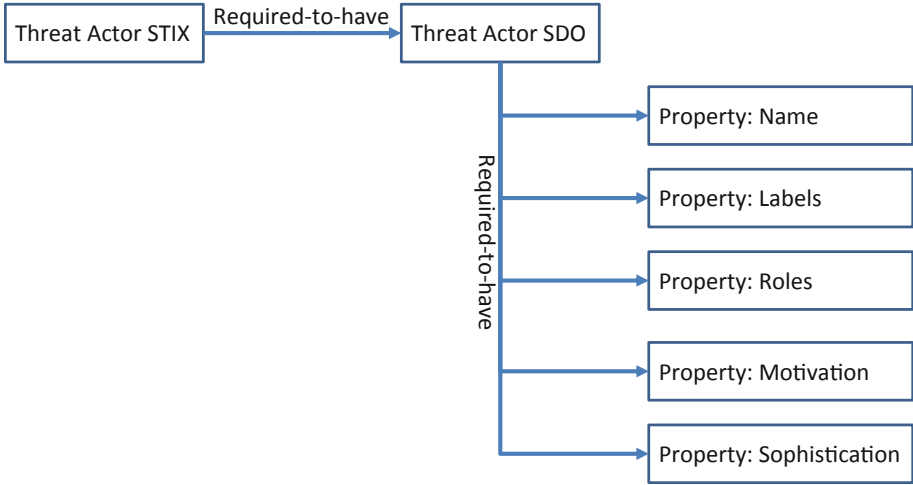 Required-to-have
Threat Actor STIX
Threat Actor SDO
Property: Name
Required-to-have
Property: Labels
Property: Roles
Property: Motivation
Property: Sophistication